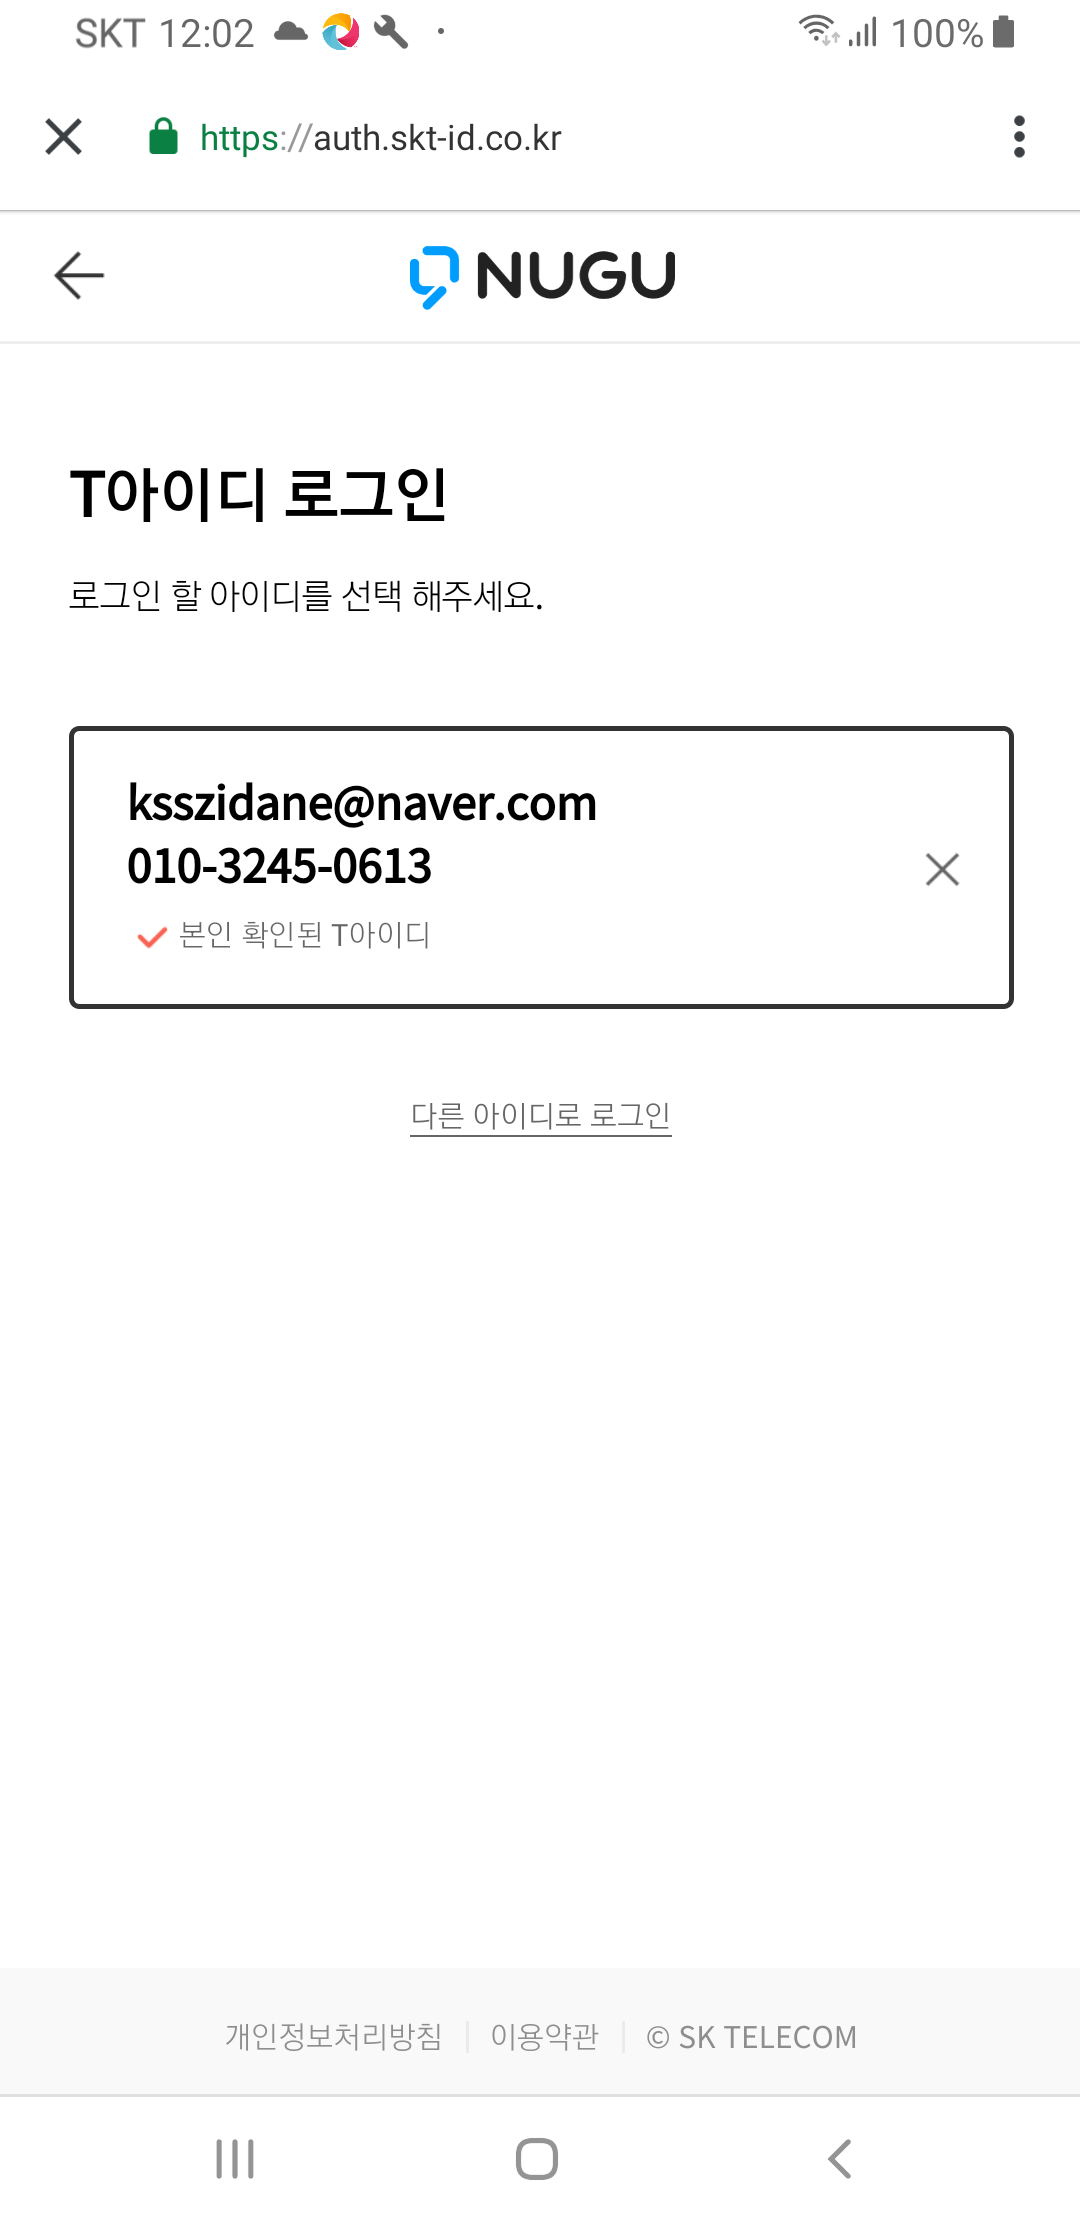 SKT 12:02
100%
https://auth.skt-id.co.kr
NUGU
T아이디 로그인
로그인 할 아이디를 선택 해주세요.
ksszidane@naver.com
010-3245-0613
본인 확인된 T아이디
다른 아이디로 로그인
개인정보처리방침 | 이용약관 | © SK TELECOM